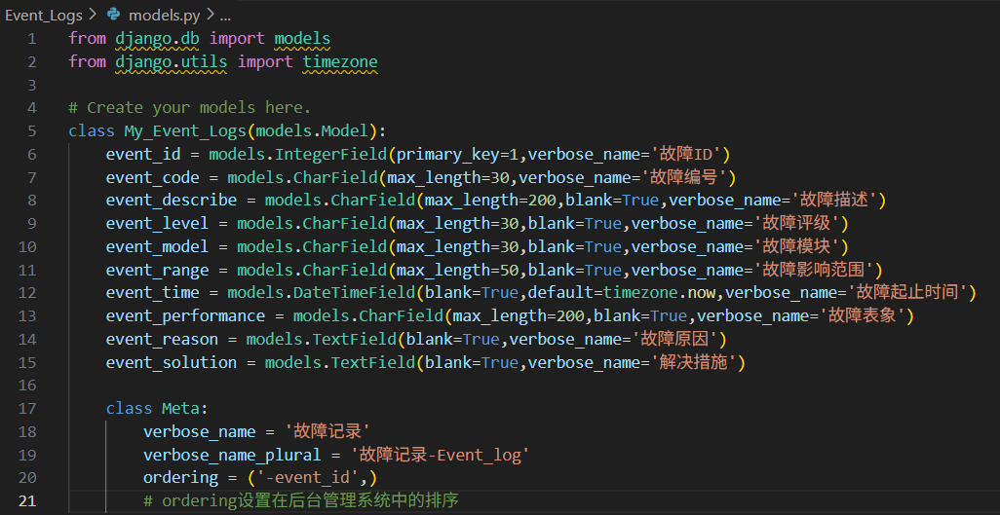 Event_Logs > models.py > ...
1 from django.db import models
2 from django.utils import timezone
3
4 # Create your models here.
5 class My_Event_Logs(models.Model):
6     event_id = models.IntegerField(primary_key=1,verbose_name='故障ID')
7     event_code = models.CharField(max_length=30,verbose_name='故障编号')
8     event_describe = models.CharField(max_length=200,blank=True,verbose_name='故障描述')
9     event_level = models.CharField(max_length=30,blank=True,verbose_name='故障评级')
10     event_model = models.CharField(max_length=30,blank=True,verbose_name='故障模块')
11     event_range = models.CharField(max_length=50,blank=True,verbose_name='故障影响范围')
12     event_time = models.DateTimeField(blank=True,default=timezone.now,verbose_name='故障起止时间')
13     event_performance = models.CharField(max_length=200,blank=True,verbose_name='故障表象')
14     event_reason = models.TextField(blank=True,verbose_name='故障原因')
15     event_solution = models.TextField(blank=True,verbose_name='解决措施')
16
17     class Meta:
18         verbose_name = '故障记录'
19         verbose_name_plural = '故障记录-Event_log'
20         ordering = ('-event_id',)
21         # ordering设置在后台管理系统中的排序